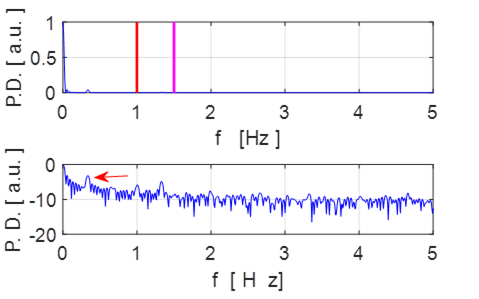 P.D. [ a.u. ]
1
0.5
0
0 1 2 3 4 5
f [Hz ]
P. D. [ a.u. ]
0
-10
-20
0 1 2 3 4 5
f [ H z]